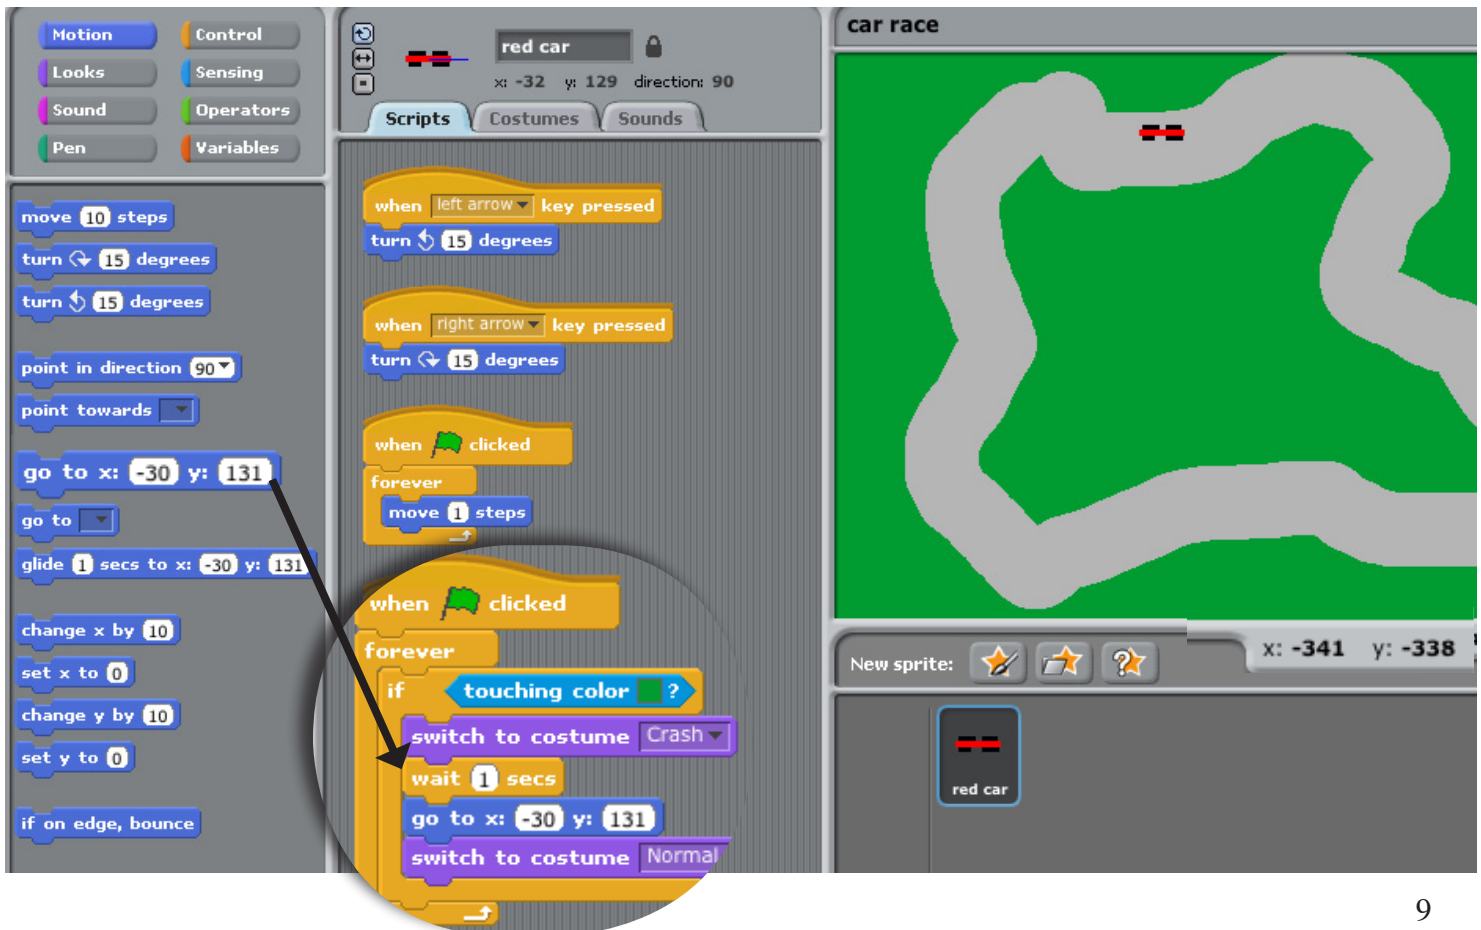 Motion
Control
Looks
Sensing
Sound
Operators
Pen
Variables
move 10 steps
turn 15 degrees
turn 15 degrees
point in direction 90
point towards
go to x: -30 y: 131
go to
glide 1 secs to x: -30 y: 131
change x by 10
set x to 0
change y by 10
set y to 0
if on edge, bounce
red car
x: -32 y: 129 direction: 90
Scripts
Costumes
Sounds
when left arrow key pressed
turn 15 degrees
when right arrow key pressed
turn 15 degrees
when clicked
forever
move 1 steps
when clicked
forever
if touching color ?
switch to costume Crash
wait 1 secs
go to x: -30 y: 131
switch to costume Normal
car race
x: -341 y: -338
New sprite:
red car
9